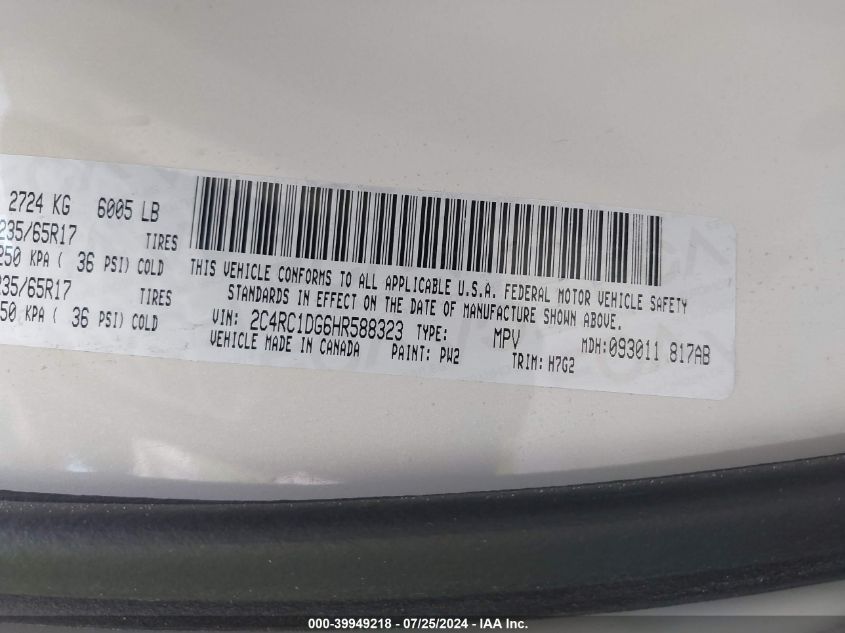 2724 KG 6005 LB
235/65R17 TIRES
250 KPA ( 36 PSI) COLD
235/65R17 TIRES
250 KPA ( 36 PSI) COLD
THIS VEHICLE CONFORMS TO ALL APPLICABLE U.S.A. FEDERAL MOTOR VEHICLE SAFETY
STANDARDS IN EFFECT ON THE DATE OF MANUFACTURE SHOWN ABOVE.
VIN: 2C4RC1DG6HR588323 TYPE: MPV MDH:093011 817AB
VEHICLE MADE IN CANADA PAINT: PW2 TRIM: H7G2
000-39949218 - 07/25/2024 - IAA Inc.